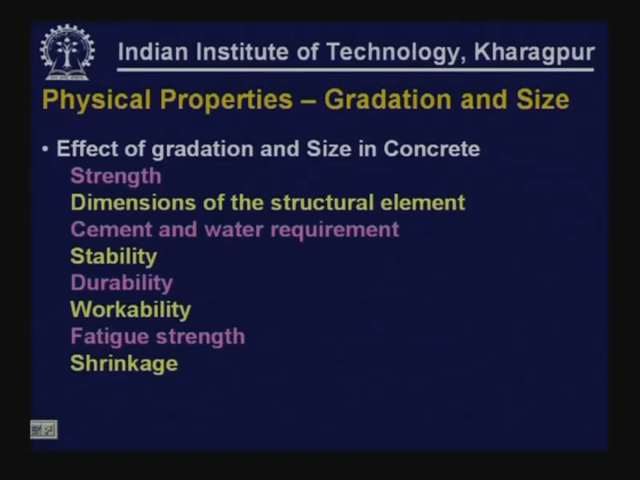 Indian Institute of Technology, Kharagpur
Physical Properties – Gradation and Size
• Effect of gradation and Size in Concrete
Strength
Dimensions of the structural element
Cement and water requirement
Stability
Durability
Workability
Fatigue strength
Shrinkage